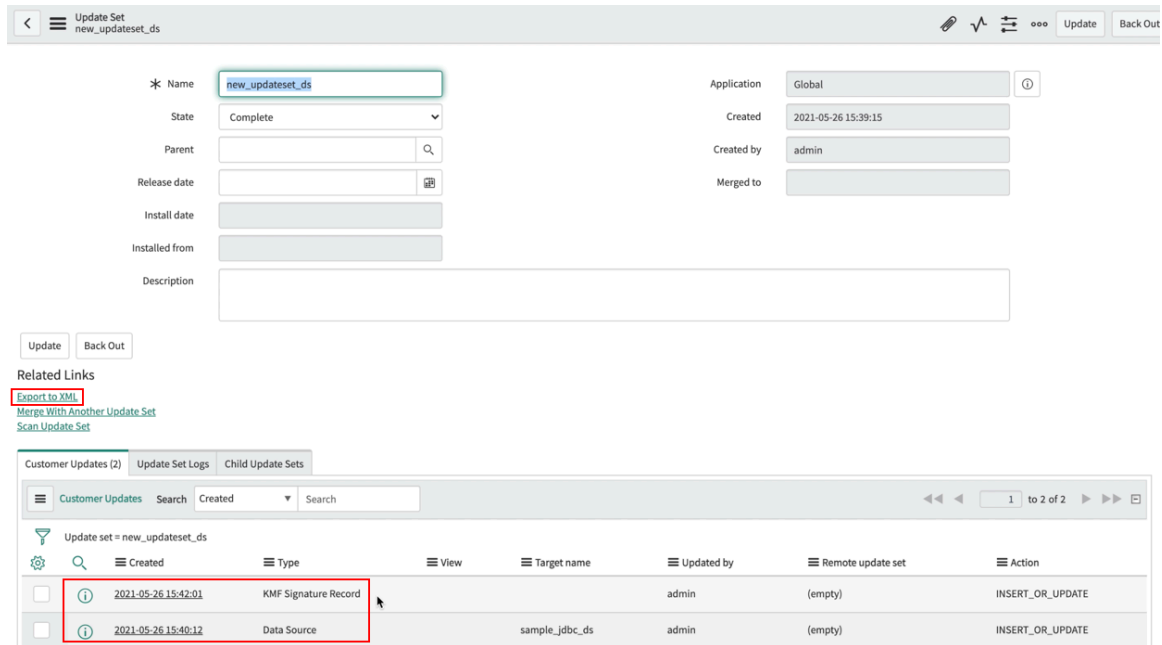 Update Set
new_updateset_ds
Update
Back Out
Name
new_updateset_ds
Application
Global
State
Complete
Created
2021-05-26 15:39:15
Parent
Created by
admin
Release date
Merged to
Install date
Installed from
Description
Update
Back Out
Related Links
Export to XML
Merge With Another Update Set
Scan Update Set
Customer Updates (2)
Update Set Logs
Child Update Sets
Customer Updates
Search
Created
Search
1
to 2 of 2
Update set = new_updateset_ds
Created
Type
View
Target name
Updated by
Remote update set
Action
2021-05-26 15:42:01
KMF Signature Record
admin
(empty)
INSERT_OR_UPDATE
2021-05-26 15:40:12
Data Source
sample_jdbc_ds
admin
(empty)
INSERT_OR_UPDATE